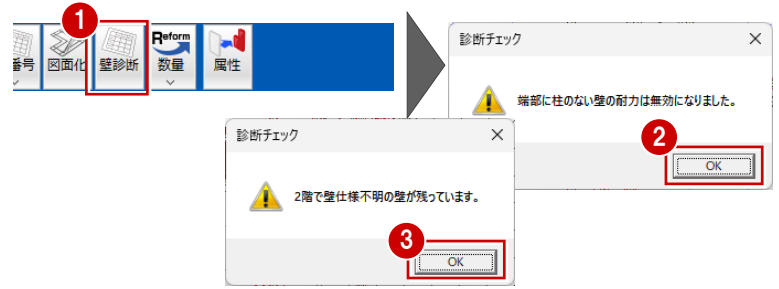 1
番号
図面化
壁診断
Reform
数量
属性
診断チェック
端部に柱のない壁の耐力は無効になりました。
2
OK
診断チェック
2階で壁仕様不明の壁が残っています。
3
OK